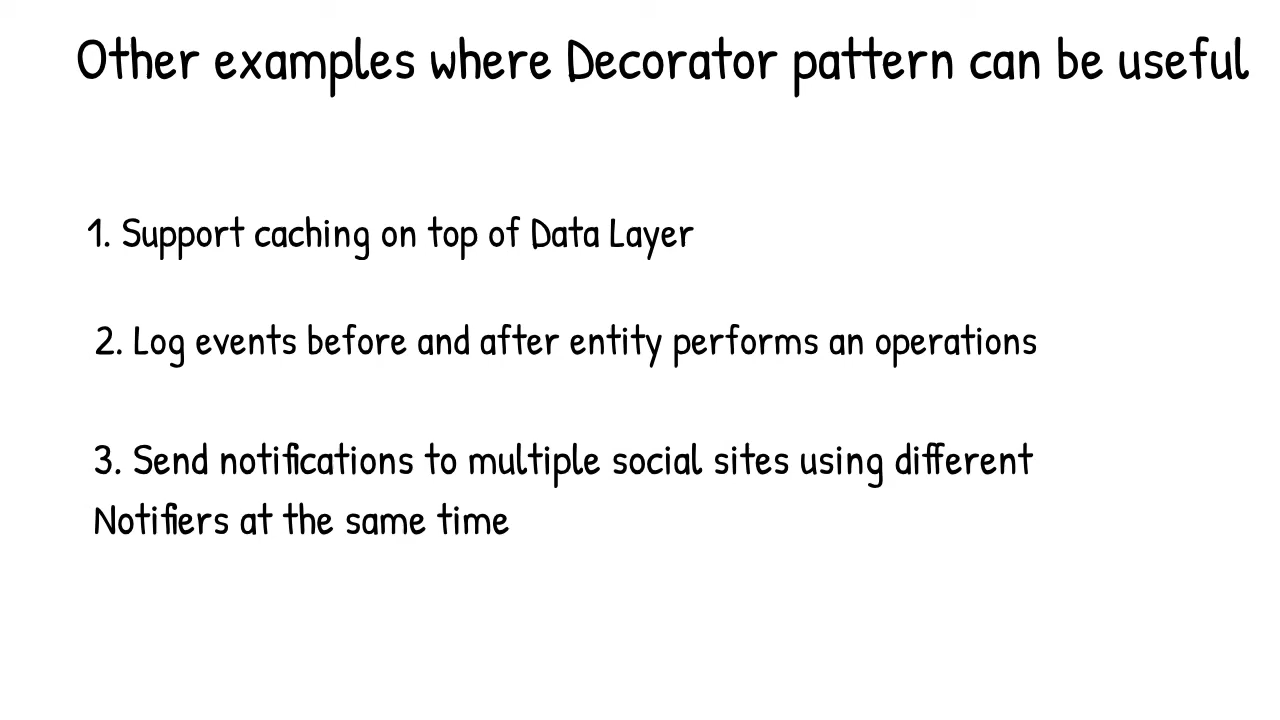 Other examples where Decorator pattern can be useful
1. Support caching on top of Data Layer
2. Log events before and after entity performs an operations
3. Send notifications to multiple social sites using different
Notifiers at the same time